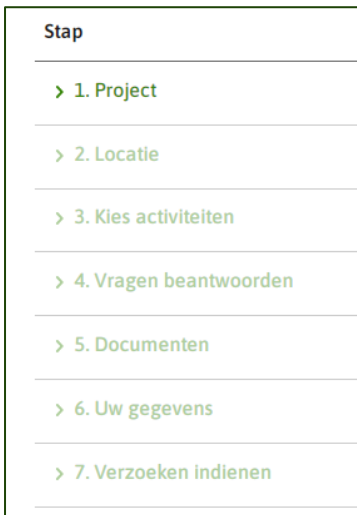 Stap
1. Project
2. Locatie
3. Kies activiteiten
4. Vragen beantwoorden
5. Documenten
6. Uw gegevens
7. Verzoeken indienen